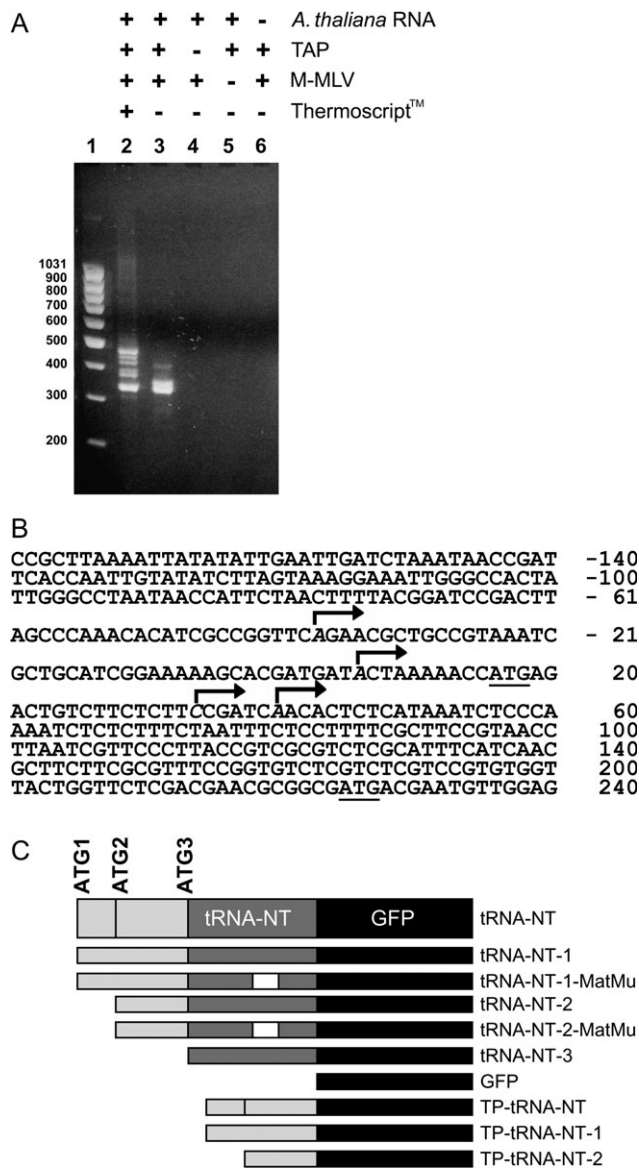 A
+ + + + - A. thaliana RNA
+ + - + + TAP
+ + + - + M-MLV
+ - - - - Thermoscript™
1 2 3 4 5 6
1031
900
800
700
600
500
400
300
200
B
CCGCTTAAAATTATATATTGAATTGATCTAAATAACCGAT -140
TCACCAATTGTATATCTTAGTAAAGGAAATTGGGCCACTA -100
TTGGGCCTAATAACCATTCTAACTTTTACGGATCCGACTT - 61
AGCCCAAACACATCGCCGGTTCAGAACGCTGCCGTAAATC - 21
GCTGCATCGGAAAAAGCACGATGATACTAAAAACCATGAG 20
ACTGTCTTCTCTTCCGATCAACACTCTCATAAATCTCCCA 60
AAATCTCTCTTTCTAATTTCTCCTTTTCGCTTCCGTAACC 100
TTAATCGTTCCCTTACCGTCGCGTCTCGCATTTCATCAAC 140
GCTTCTTCGCGTTTCCGGTGTCTCGTCTCGTCCGTGTGGT 200
TACTGGTTCTCGACGAACGCGGCGATGACGAATGTTGGAG 240
C
ATG1 ATG2 ATG3
tRNA-NT GFP tRNA-NT
tRNA-NT-1
tRNA-NT-1-MatMu
tRNA-NT-2
tRNA-NT-2-MatMu
tRNA-NT-3
GFP
TP-tRNA-NT
TP-tRNA-NT-1
TP-tRNA-NT-2